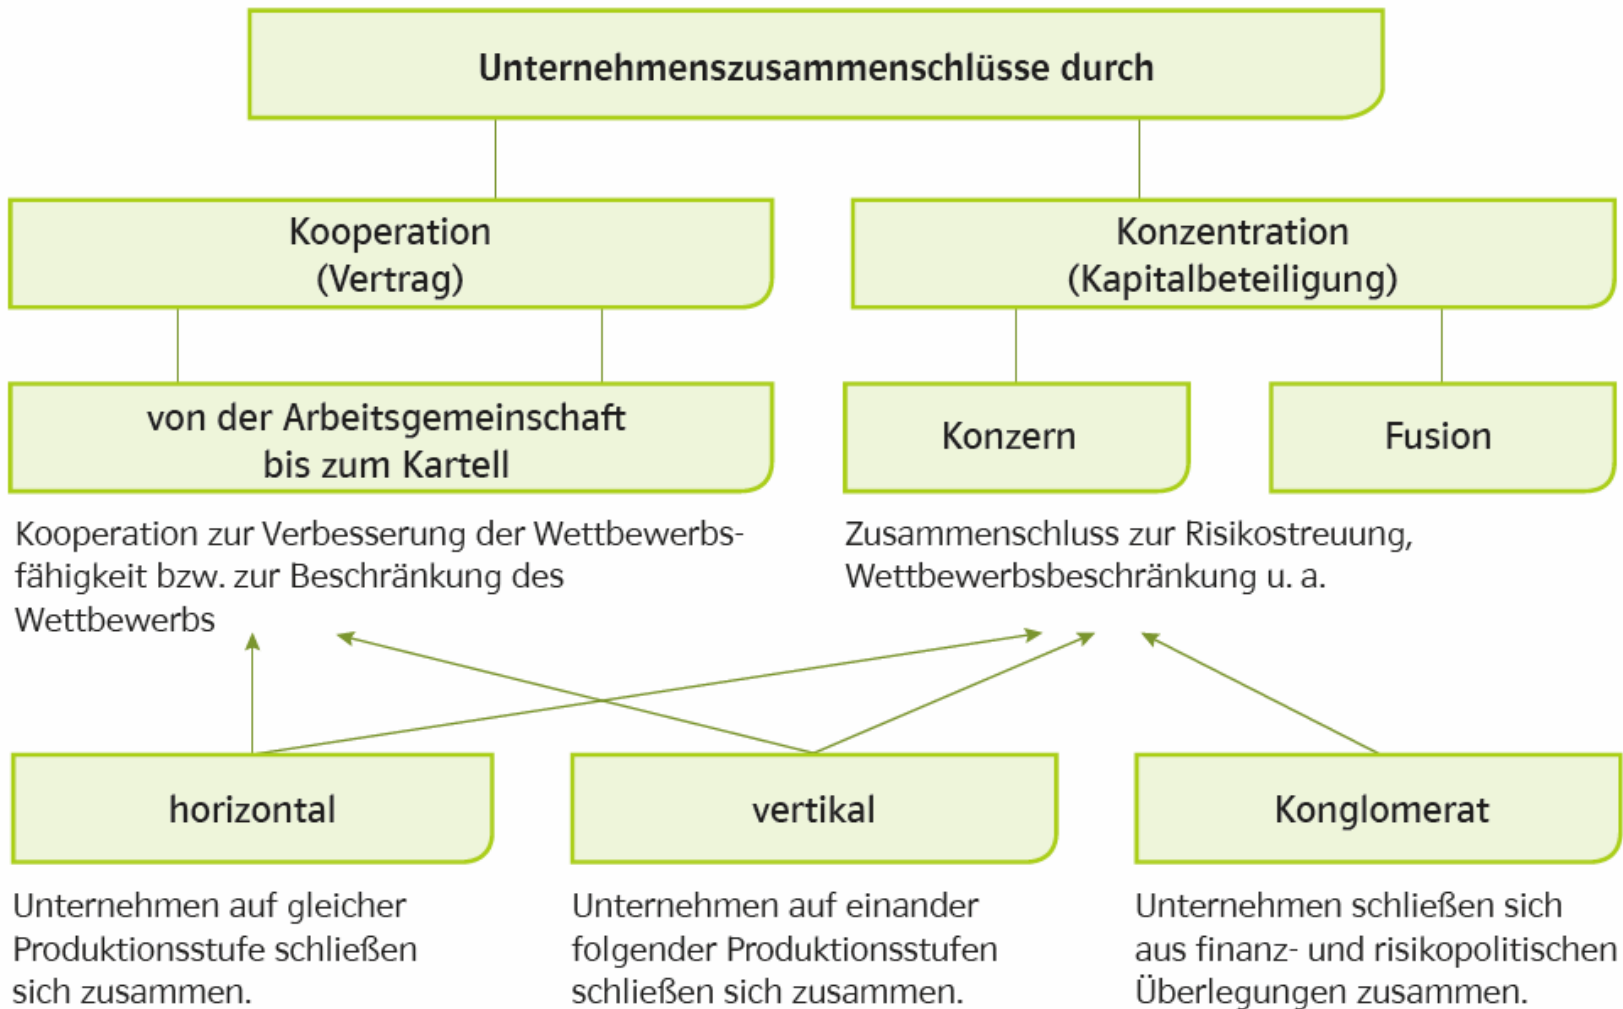 Unternehmenszusammenschlüsse durch
Kooperation
(Vertrag)
Konzentration
(Kapitalbeteiligung)
von der Arbeitsgemeinschaft
bis zum Kartell
Konzern
Fusion
Kooperation zur Verbesserung der Wettbewerbs-
fähigkeit bzw. zur Beschränkung des
Wettbewerbs
Zusammenschluss zur Risikostreuung,
Wettbewerbsbeschränkung u. a.
horizontal
vertikal
Konglomerat
Unternehmen auf gleicher
Produktionsstufe schließen
sich zusammen.
Unternehmen auf einander
folgender Produktionsstufen
schließen sich zusammen.
Unternehmen schließen sich
aus finanz- und risikopolitischen
Überlegungen zusammen.